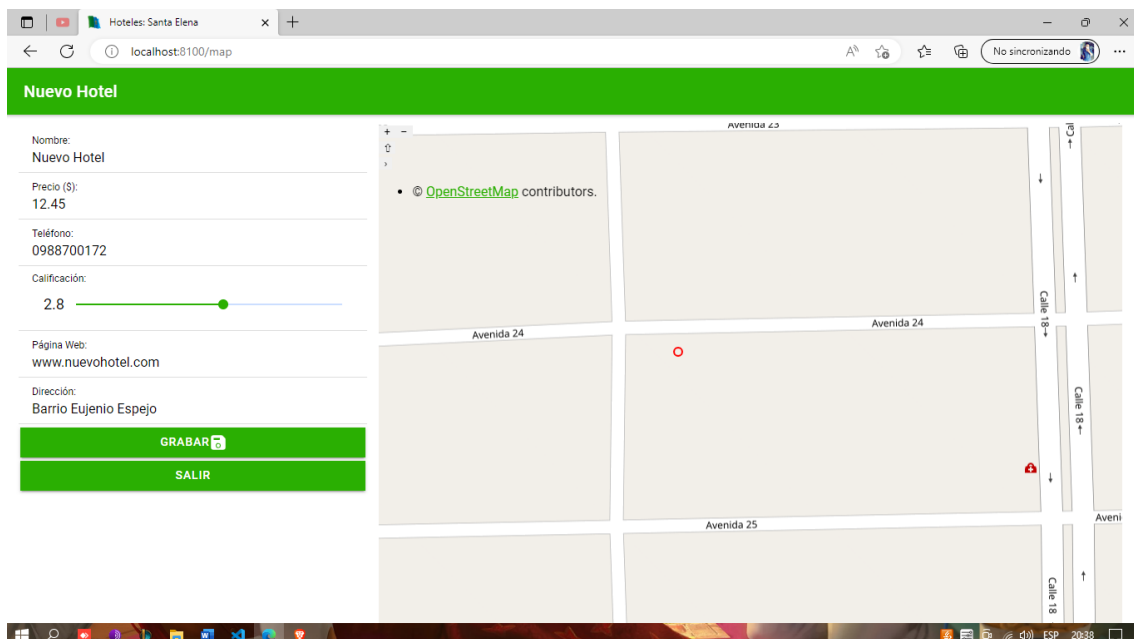 Hoteles: Santa Elena
localhost:8100/map
No sincronizando
Nuevo Hotel
Nombre:
Nuevo Hotel
Precio ($):
12.45
Teléfono:
0988700172
Calificación:
2.8
Página Web:
www.nuevohotel.com
Dirección:
Barrio Eujenio Espejo
GRABAR
SALIR
+ −
© OpenStreetMap contributors.
Avenida 23
Avenida 24
Avenida 24
Calle 18
Calle 18
Avenida 25
Calle 18
ESP 20:38